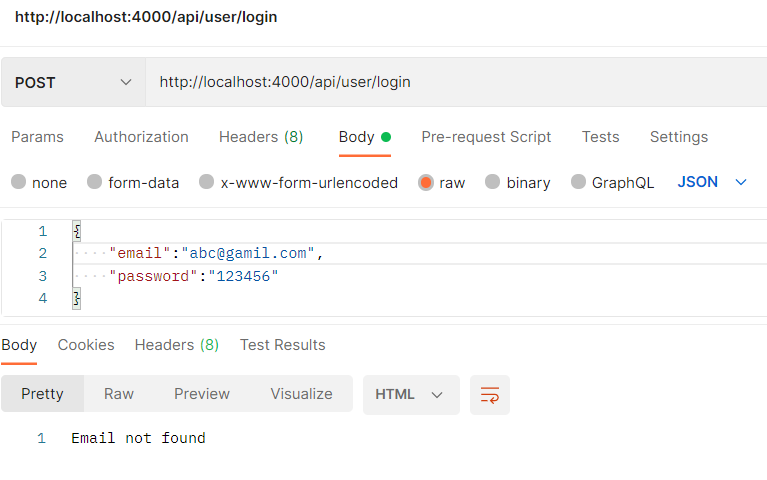 http://localhost:4000/api/user/login
POST http://localhost:4000/api/user/login
Params Authorization Headers (8) Body Pre-request Script Tests Settings
none form-data x-www-form-urlencoded raw binary GraphQL JSON
1 {
2 ····"email":"abc@gamil.com",
3 ····"password":"123456"
4 }
Body Cookies Headers (8) Test Results
Pretty Raw Preview Visualize HTML
1 Email not found